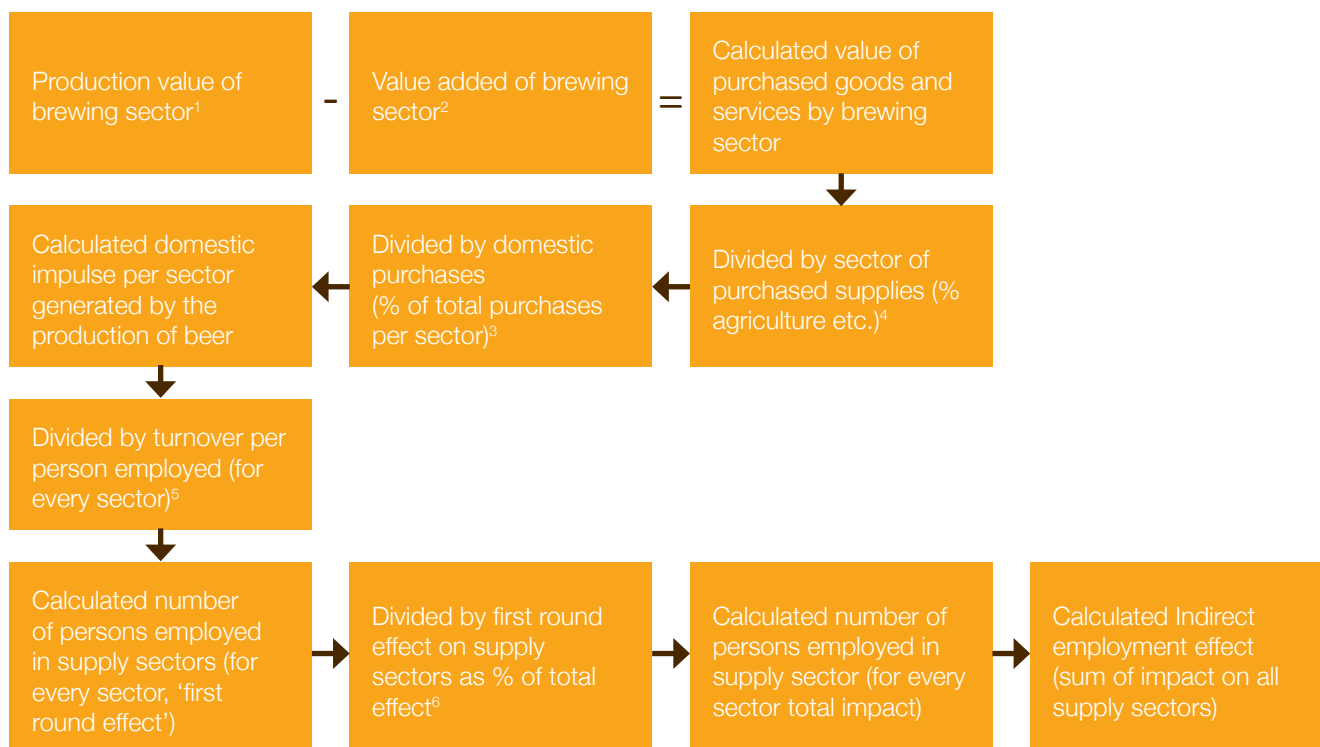 Production value of
brewing sector¹
-
Value added of brewing
sector²
=
Calculated value of
purchased goods and
services by brewing
sector
Divided by sector of
purchased supplies (%
agriculture etc.)⁴
Divided by domestic
purchases
(% of total purchases
per sector)³
Calculated domestic
impulse per sector
generated by the
production of beer
Divided by turnover per
person employed (for
every sector)⁵
Calculated number
of persons employed
in supply sectors (for
every sector, ‘first
round effect’)
Divided by first round
effect on supply
sectors as % of total
effect⁶
Calculated number of
persons employed in
supply sector (for every
sector total impact)
Calculated Indirect
employment effect
(sum of impact on all
supply sectors)